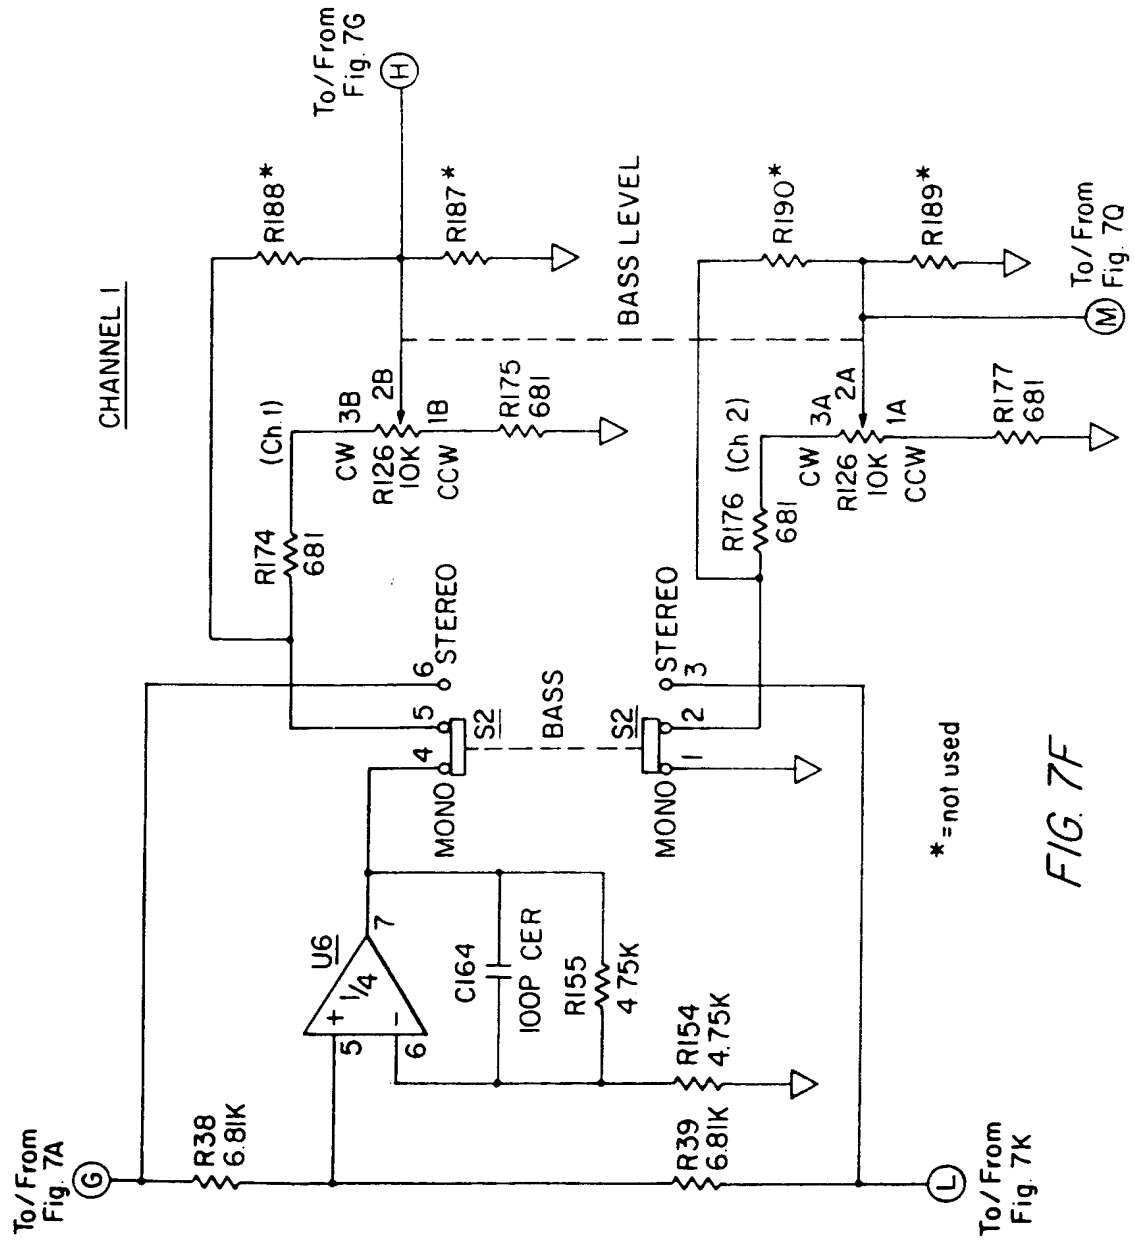 CHANNEL 1
To/From
Fig. 7A
G
R38
6.81K
R39
6.81K
L
To/From
Fig. 7K
5
+
6
–
1/4
U6
7
C164
100P CER
R155
4.75K
R154
4.75K
MONO
4
5
6
STEREO
S2
BASS
S2
MONO
1
2
3
STEREO
R174
681
(Ch.1)
CW
3B
R126
10K
2B
CCW
1B
R175
681
R188*
R187*
To/From
Fig. 7G
H
BASS LEVEL
R176
681
(Ch 2)
CW
3A
R126
10K
2A
CCW
1A
R177
681
R190*
R189*
M
To/From
Fig. 7Q
*=not used
FIG. 7F